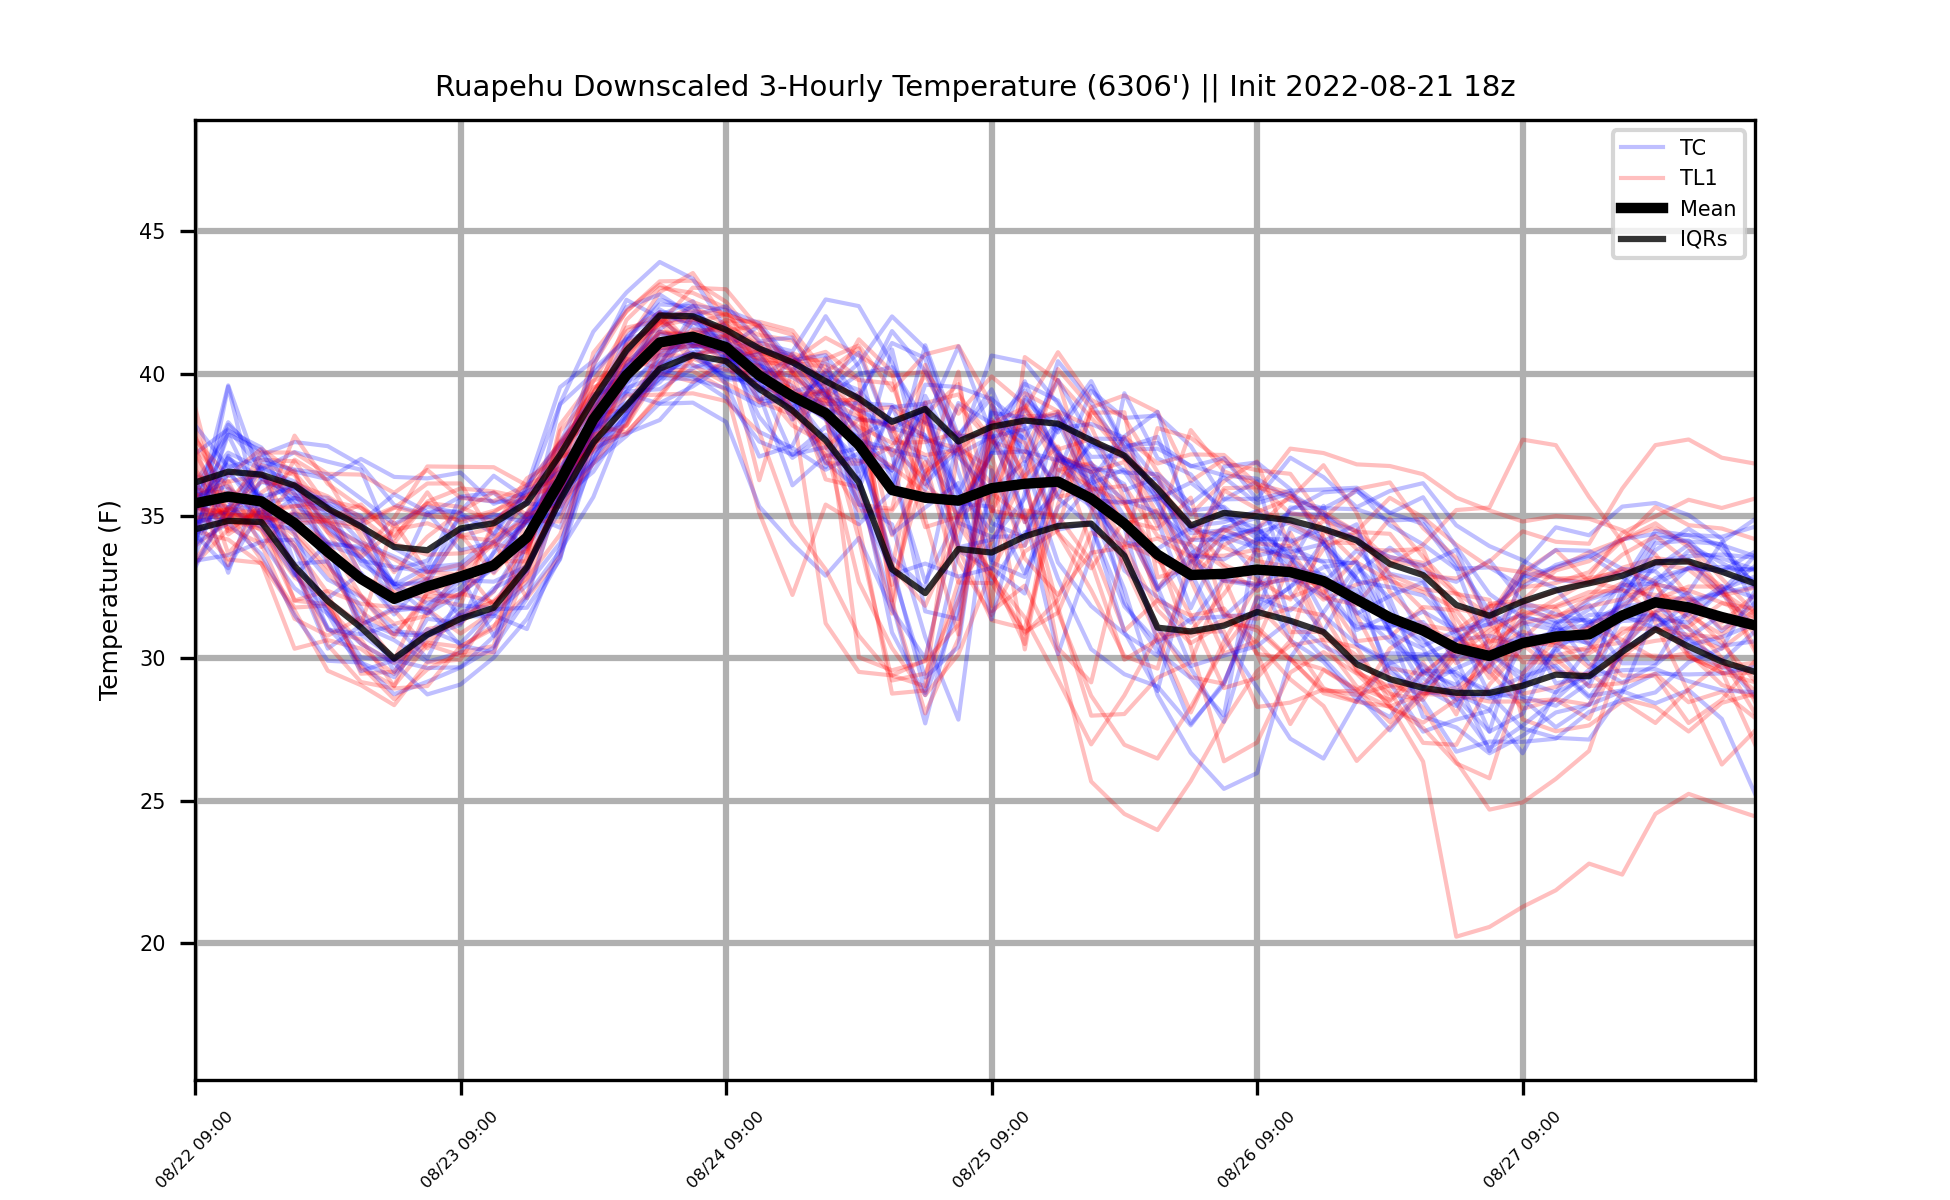 Ruapehu Downscaled 3-Hourly Temperature (6306') || Init 2022-08-21 18z
TC
TL1
Mean
IQRs
Temperature (F)
45
40
35
30
25
20
08/22 09:00
08/23 09:00
08/24 09:00
08/25 09:00
08/26 09:00
08/27 09:00